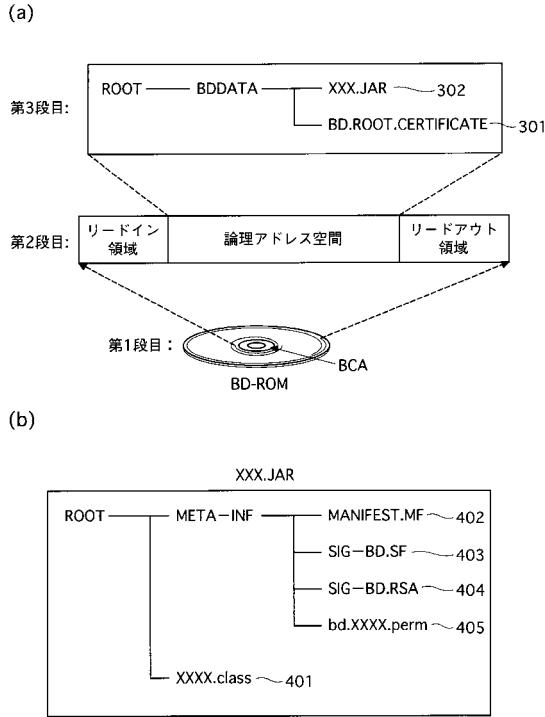 (a)
第3段目:
ROOT BDDATA XXX.JAR 302
BD.ROOT.CERTIFICATE 301
第2段目:
リードイン
領域
論理アドレス空間
リードアウト
領域
第1段目:
BCA
BD-ROM
(b)
XXX.JAR
ROOT META-INF MANIFEST.MF 402
SIG-BD.SF 403
SIG-BD.RSA 404
bd.XXXX.perm 405
XXXX.class 401